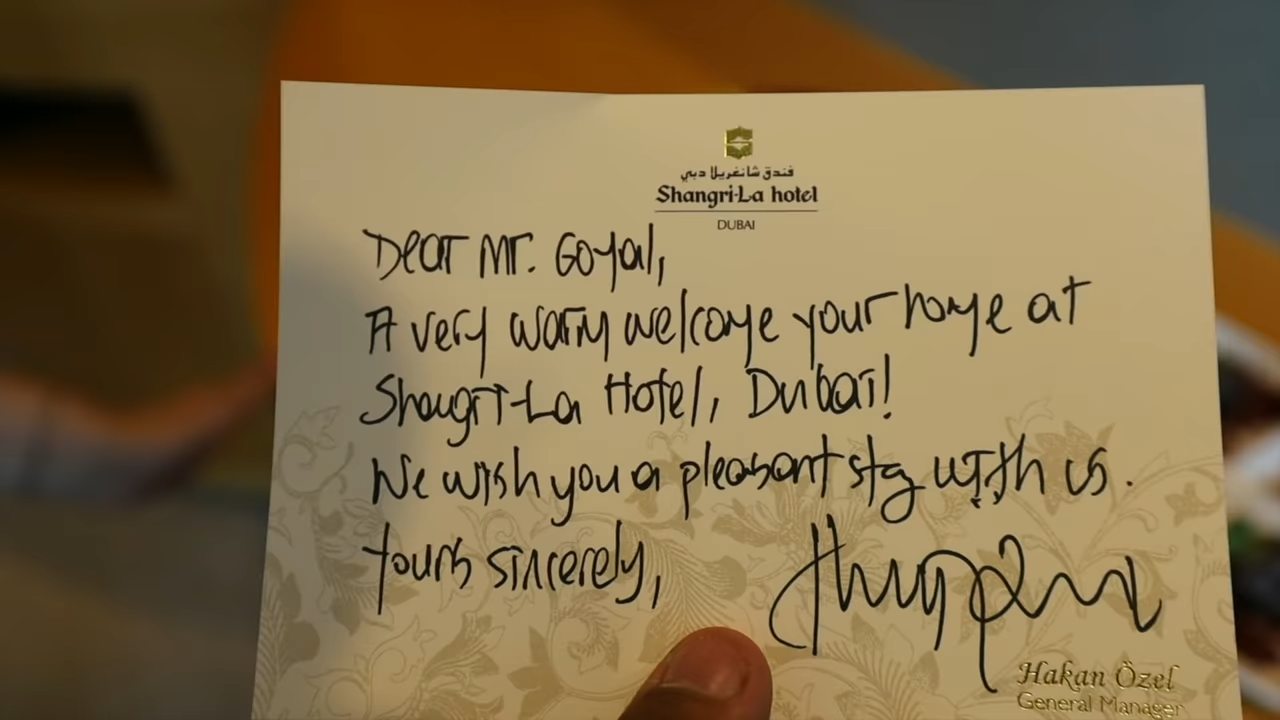 فندق شانغريلا دبي
Shangri-La hotel
DUBAI
Dear Mr. Goyal,
A very warm welcome your home at
Shangri-La Hotel, Dubai!
We wish you a pleasant stay with us.
Yours sincerely,
Hakan Özel
General Manager